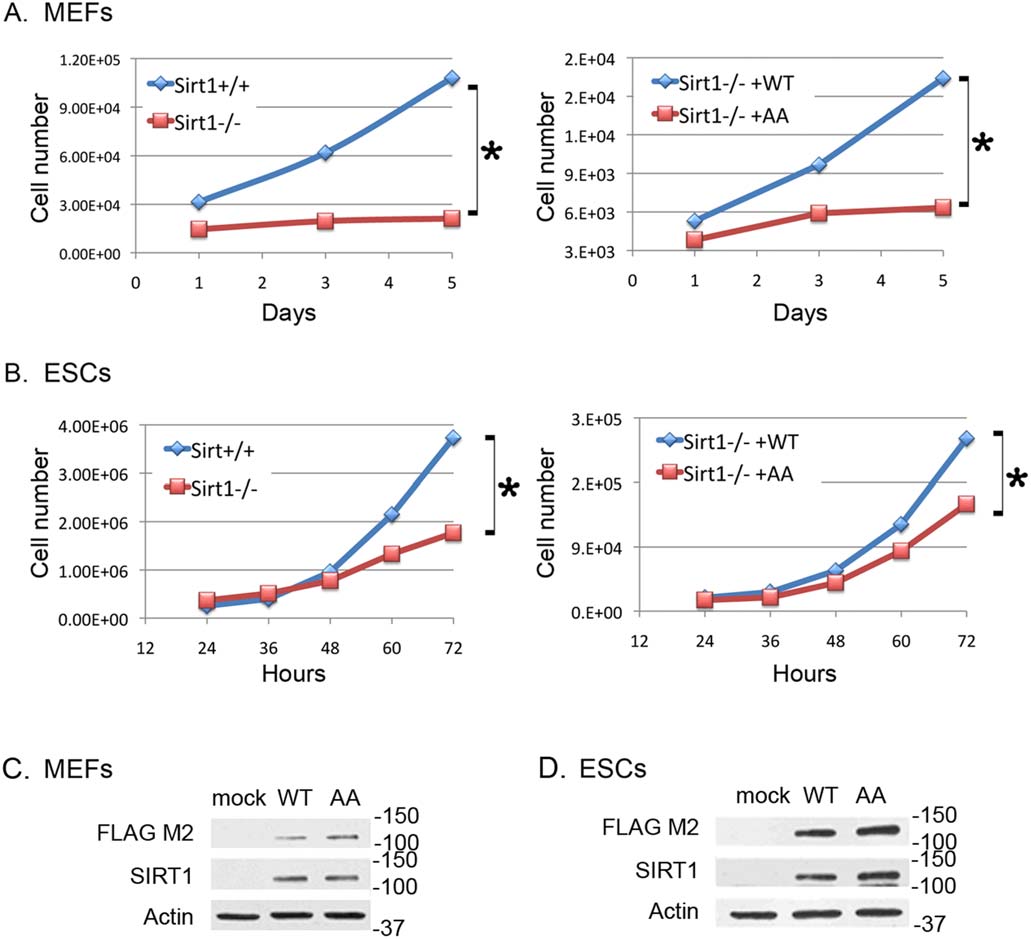 A. MEFs
1.20E+05
9.00E+04
6.00E+04
3.00E+04
0.00E+00
Cell number
Sirt1+/+
Sirt1-/-
*
0 1 2 3 4 5
Days
2.E+04
2.E+04
1.E+04
9.E+03
6.E+03
3.E+03
Cell number
Sirt1-/- +WT
Sirt1-/- +AA
*
0 1 2 3 4 5
Days
B. ESCs
4.00E+06
3.00E+06
2.00E+06
1.00E+06
0.00E+00
Cell number
Sirt+/+
Sirt1-/-
*
12 24 36 48 60 72
Hours
3.E+05
2.E+05
9.E+04
0.E+00
Cell number
Sirt1-/- +WT
Sirt1-/- +AA
*
12 24 36 48 60 72
Hours
C. MEFs
mock WT AA
FLAG M2
SIRT1
Actin
-150
-100
-150
-100
-37
D. ESCs
mock WT AA
FLAG M2
SIRT1
Actin
-150
-100
-150
-100
-37